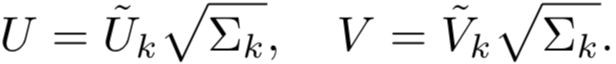 U = Ũ_k √Σ_k,   V = Ṽ_k √Σ_k.